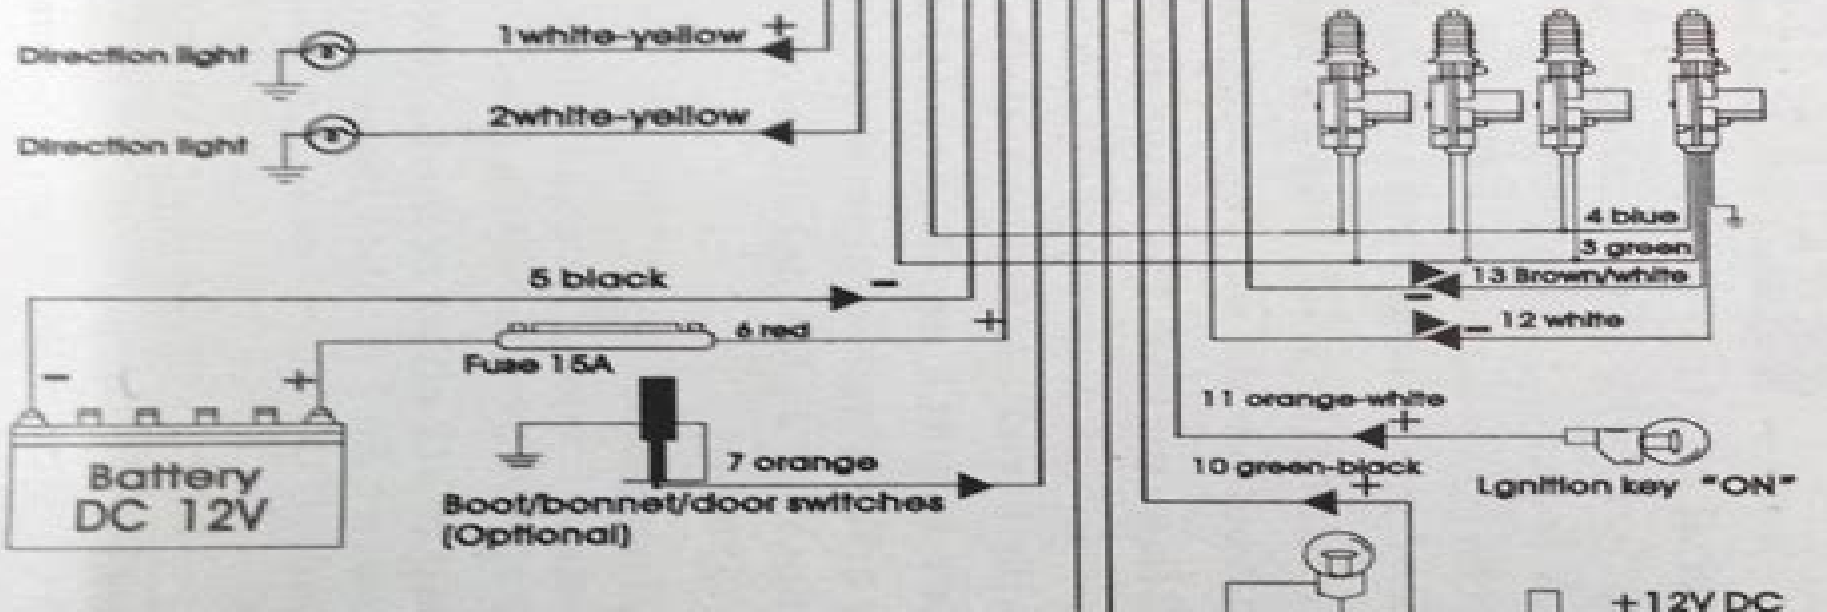 1white-yellow +
Direction light
2white-yellow
Direction light
4 blue
3 green
5 black -
13 Brown/white
-
6 red +
- 12 white
Fuse 15A
- +
11 orange-white
+
7 orange
10 green-black
+
Battery
DC 12V
Boot/bonnet/door switches
(Optional)
Lgnition key "ON"
+12V DC